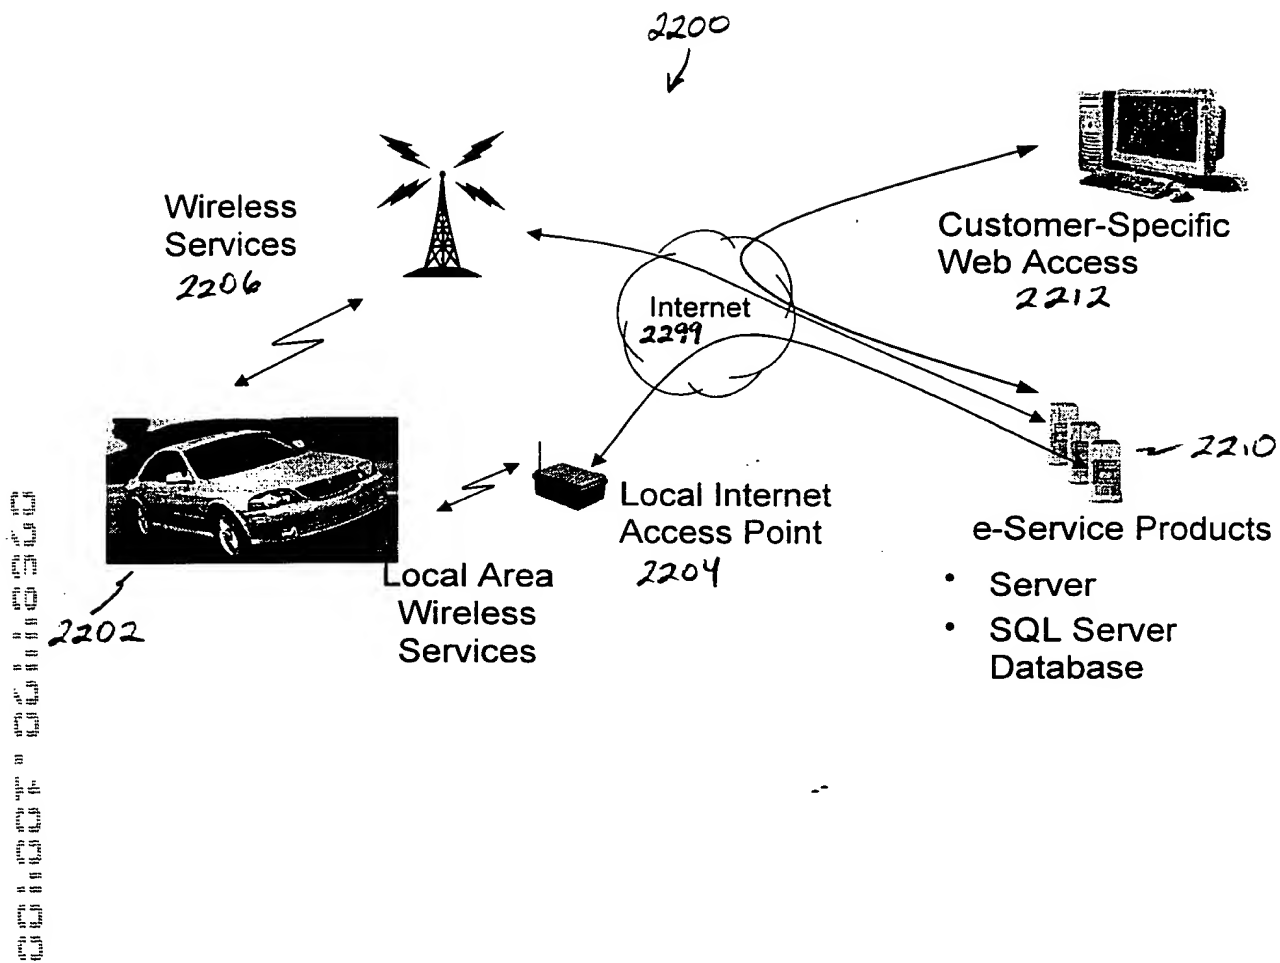 2200
Wireless
Services
2206
Customer-Specific
Web Access
2212
Internet
2299
2210
Local Internet
Access Point
2204
e-Service Products
• Server
• SQL Server
Database
Local Area
Wireless
Services
2202